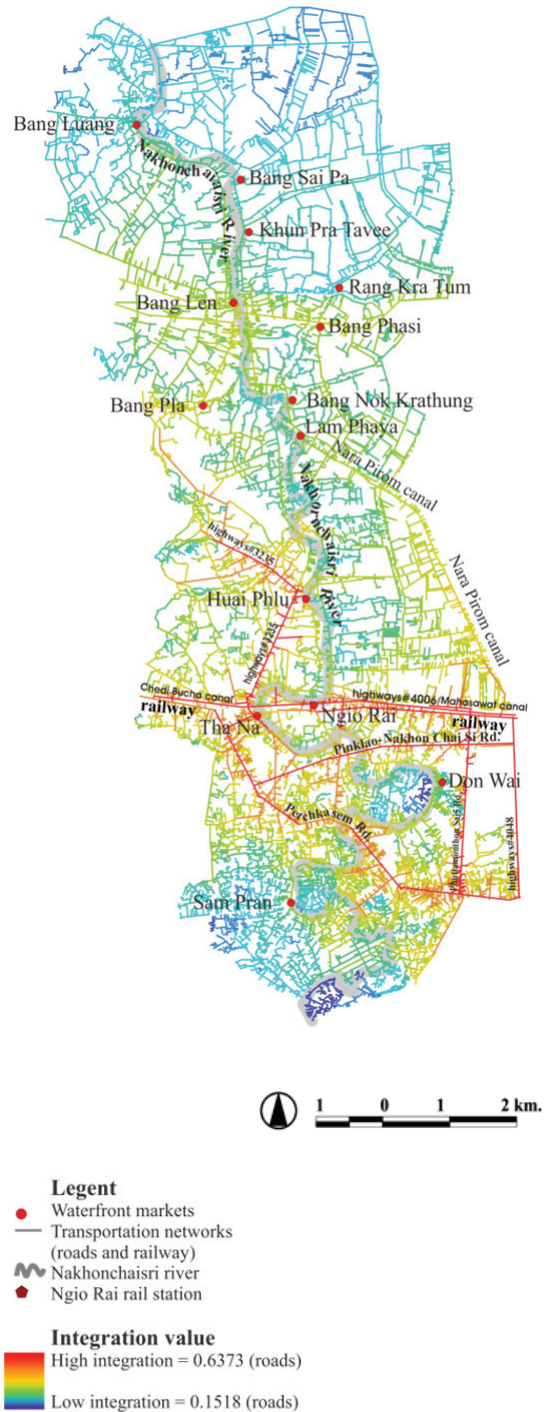 Bang Luang
Nakhonchaiaisri River
Bang Sai Pa
Khun Pra Tavee
Rang Kra Tum
Bang Len
Bang Phasi
Bang Pla
Bang Nok Krathung
Lam Phaya
Nara Pirom canal
Nakhornchwaisri River
Nara Pirom canal
highways#3235
Huai Phlu
highways#3235
Chedi Bucha canal
highways#4006/Mahasawat canal
railway
Ngio Rai
railway
Tha Na
Pinklao-Nakhon Chai Si Rd.
Don Wai
Petchkasem Rd.
highways#4048
Sam Pran
1 0 1 2 km.
Legent
Waterfront markets
Transportation networks
(roads and railway)
Nakhonchaisri river
Ngio Rai rail station
Integration value
High integration = 0.6373 (roads)
Low integration = 0.1518 (roads)